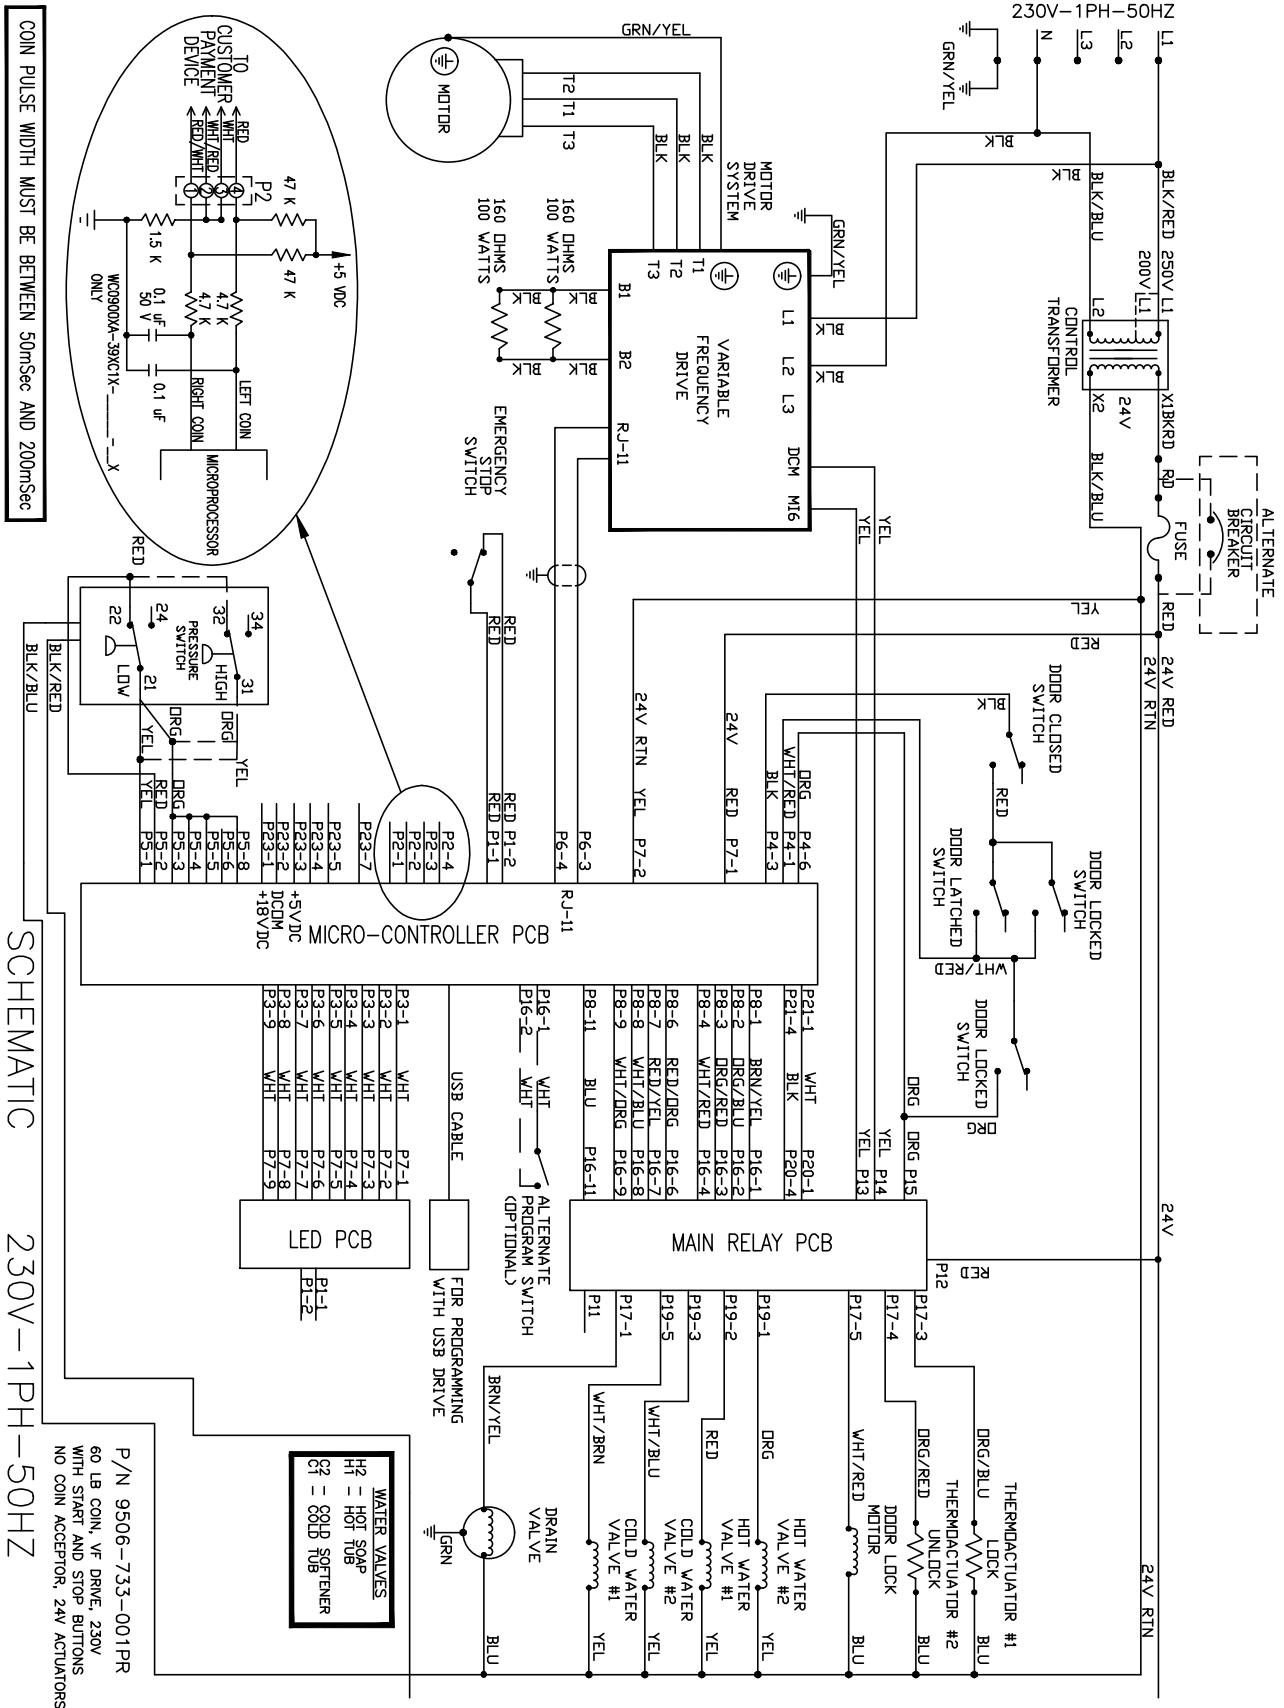 230V-1PH-50HZ
L1
L2
L3
N
GRN/YEL
BLK
BLK
BLK/RED
BLK/BLU
250V L1
200V L1
L2
CONTROL
TRANSFORMER
24V
X1
X2
BKRD
BLK/BLU
RD
FUSE
ALTERNATE
CIRCUIT
BREAKER
RED
YEL
RED
24V RED
24V RTN
24V
24V RTN
GRN/YEL
MOTOR
T2
T1
T3
BLK
BLK
BLK
MOTOR
DRIVE
SYSTEM
GRN/YEL
T1
T2
T3
L1
L2
L3
DCM
MI6
BLK
BLK
VARIABLE
FREQUENCY
DRIVE
B1
B2
RJ-11
160 OHMS
100 WATTS
160 OHMS
100 WATTS
BLK
BLK
BLK
BLK
YEL
YEL
EMERGENCY
STOP
SWITCH
RED
RED
RED P1-2
RED P1-1
TO
CUSTOMER
PAYMENT
DEVICE
RED
WHT
WHT/RED
RED/WHT
P2
4
3
2
1
47 K
47 K
+5 VDC
1.5 K
4.7 K
4.7 K
0.1 uF
50 V
0.1 uF
WC0900XA-39XC1X-_____-__X
ONLY
LEFT COIN
RIGHT COIN
MICROPROCESSOR
COIN PULSE WIDTH MUST BE BETWEEN 50mSec AND 200mSec
RED
34
32
31
HIGH
24
22
21
LOW
PRESSURE
SWITCH
BLK/RED
BLK/BLU
ORG
ORG
YEL
YEL
YEL P5-1
RED P5-2
ORG P5-3
P5-4
P5-5
P5-6
P5-8
P23-1
P23-2
P23-3
P23-4
P23-5
P23-7
P2-1
P2-2
P2-3
P2-4
P6-4
P6-3
RJ-11
24V RTN YEL P7-2
24V RED P7-1
BLK P4-3
WHT/RED P4-1
ORG P4-6
+5VDC
DCOM
+18VDC
MICRO-CONTROLLER PCB
DOOR CLOSED
SWITCH
BLK
RED
DOOR LATCHED
SWITCH
DOOR LOCKED
SWITCH
WHT/RED
DOOR LOCKED
SWITCH
ORG
ORG
P21-1 WHT P20-1
P21-4 BLK P20-4
P8-1 BRN/YEL P16-1
P8-2 ORG/BLU P16-2
P8-3 ORG/RED P16-3
P8-4 WHT/RED P16-4
P8-6 RED/ORG P16-6
P8-7 RED/YEL P16-7
P8-8 WHT/BLU P16-8
P8-9 WHT/ORG P16-9
P8-11 BLU P16-11
P16-1 WHT
P16-2 WHT
ALTERNATE
PROGRAM SWITCH
(OPTIONAL)
USB CABLE
FOR PROGRAMMING
WITH USB DRIVE
P3-1 WHT P7-1
P3-2 WHT P7-2
P3-3 WHT P7-3
P3-4 WHT P7-4
P3-5 WHT P7-5
P3-6 WHT P7-6
P3-7 WHT P7-7
P3-8 WHT P7-8
P3-9 WHT P7-9
LED PCB
P1-1
P1-2
ORG P15
YEL P14
YEL P13
MAIN RELAY PCB
P12
RED
P17-3
P17-4
P17-5
P19-1
P19-2
P19-3
P19-5
P17-1
P11
ORG/BLU
THERMOACTUATOR #1
LOCK
BLU
ORG/RED
THERMOACTUATOR #2
UNLOCK
BLU
WHT/RED
DOOR LOCK
MOTOR
BLU
ORG
HOT WATER
VALVE #2
YEL
RED
HOT WATER
VALVE #1
YEL
WHT/BLU
COLD WATER
VALVE #2
YEL
WHT/BRN
COLD WATER
VALVE #1
YEL
BRN/YEL
DRAIN
VALVE
GRN
BLU
WATER VALVES
H2 - HOT SOAP
H1 - HOT TUB
C2 - COLD SOFTENER
C1 - COLD TUB
P/N 9506-733-001PR
60 LB COIN, VF DRIVE, 230V
WITH START AND STOP BUTTONS
NO COIN ACCEPTOR, 24V ACTUATORS
SCHEMATIC 230V-1PH-50HZ